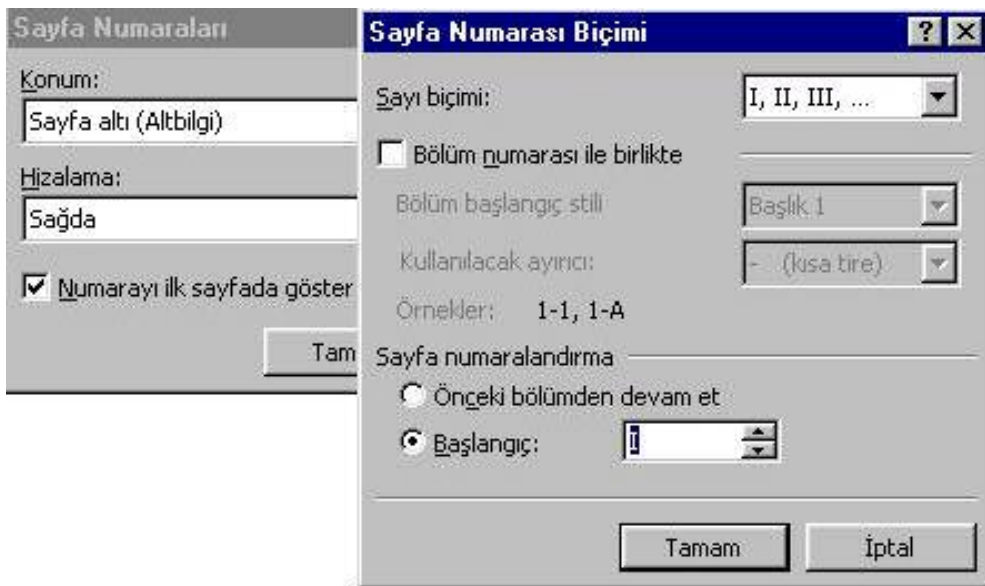 Sayfa Numaraları
Konum:
Sayfa altı (Altbilgi)
Hizalama:
Sağda
Numarayı ilk sayfada göster
Tam
Sayfa Numarası Biçimi
Sayı biçimi:
I, II, III, ...
Bölüm numarası ile birlikte
Bölüm başlangıç stili
Başlık 1
Kullanılacak ayırıcı:
- (kısa tire)
Örnekler: 1-1, 1-A
Sayfa numaralandırma
Önceki bölümden devam et
Başlangıç:
Tamam
İptal